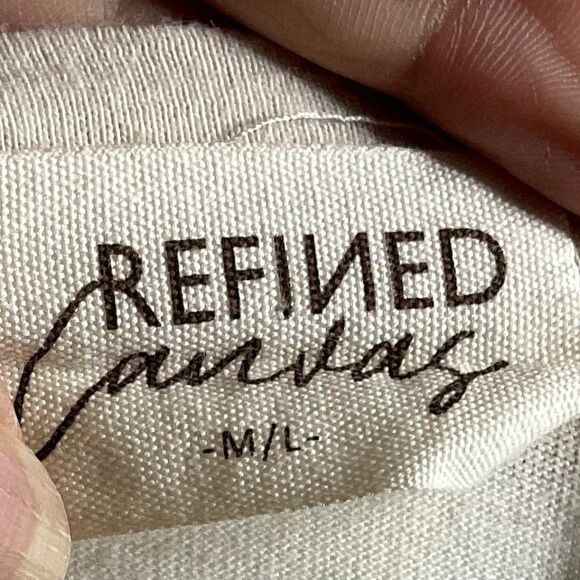 REFINED
Canvas
-M/L-